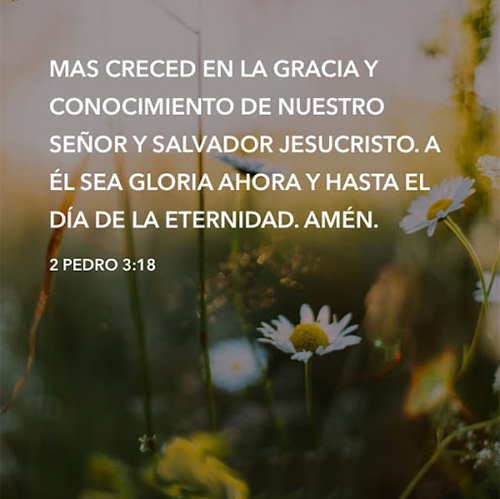 MAS CRECED EN LA GRACIA Y
CONOCIMIENTO DE NUESTRO
SEÑOR Y SALVADOR JESUCRISTO. A
ÉL SEA GLORIA AHORA Y HASTA EL
DÍA DE LA ETERNIDAD. AMÉN.
2 PEDRO 3:18